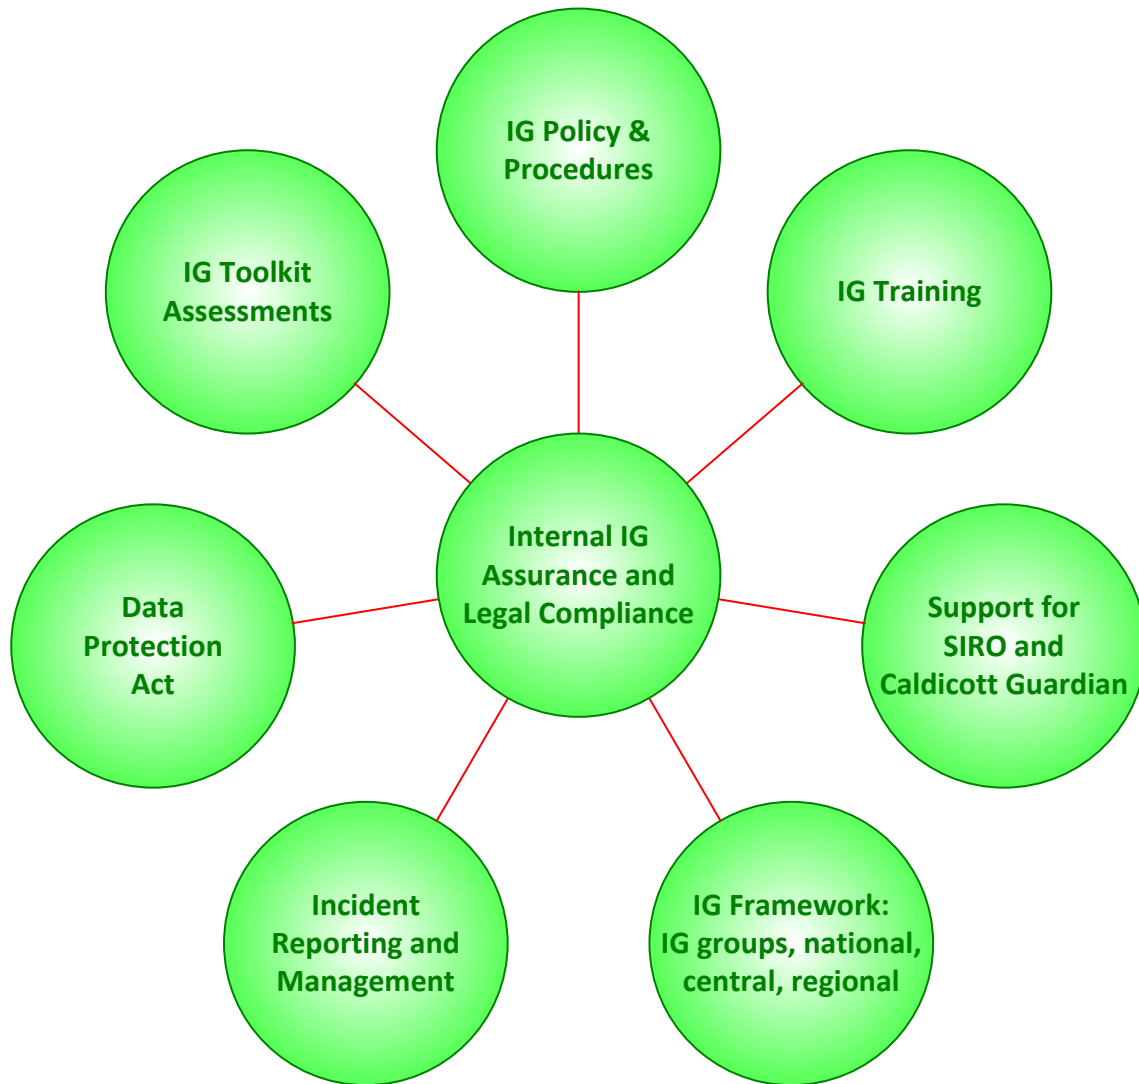 IG Policy &
Procedures
IG Toolkit
Assessments
IG Training
Internal IG
Assurance and
Legal Compliance
Data
Protection
Act
Support for
SIRO and
Caldicott Guardian
Incident
Reporting and
Management
IG Framework:
IG groups, national,
central, regional